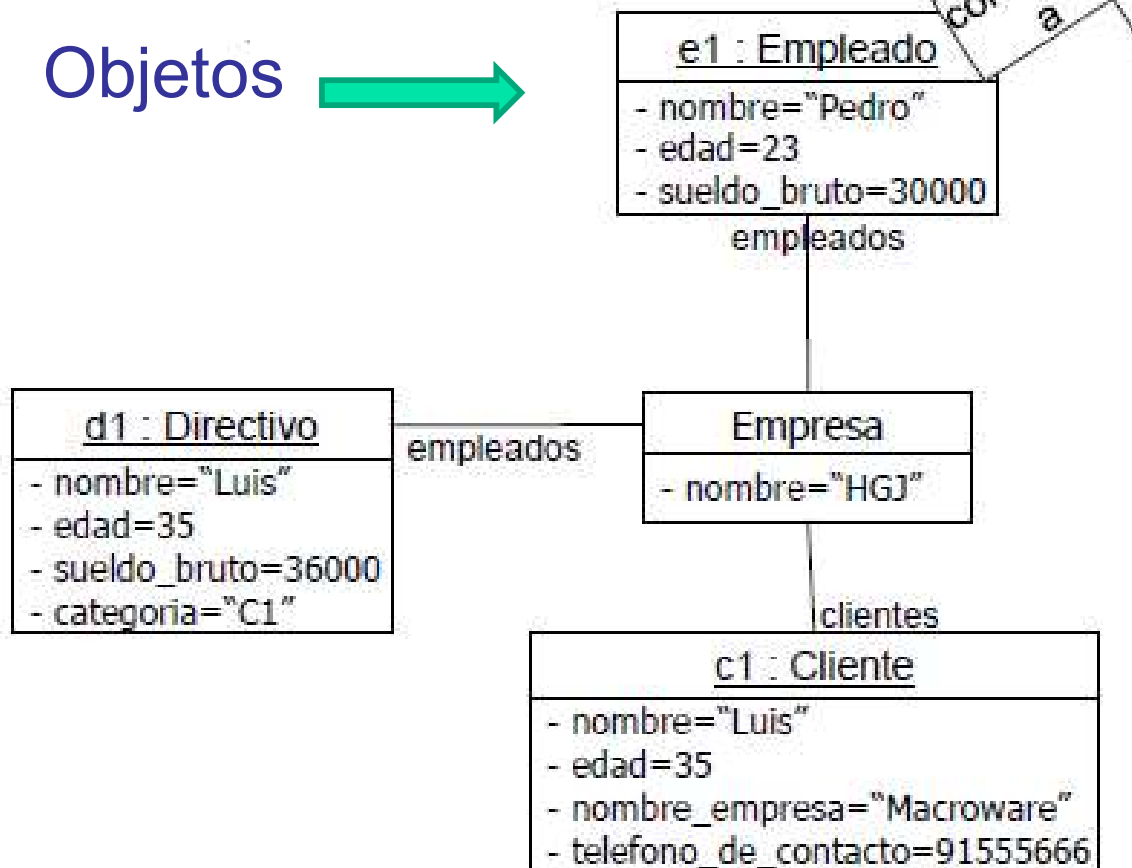 Objetos
e1 : Empleado
- nombre="Pedro"
- edad=23
- sueldo_bruto=30000
empleados
a
d1 : Directivo
- nombre="Luis"
- edad=35
- sueldo_bruto=36000
- categoria="C1"
empleados
Empresa
- nombre="HGJ"
clientes
c1 : Cliente
- nombre="Luis"
- edad=35
- nombre_empresa="Macroware"
- telefono_de_contacto=91555666